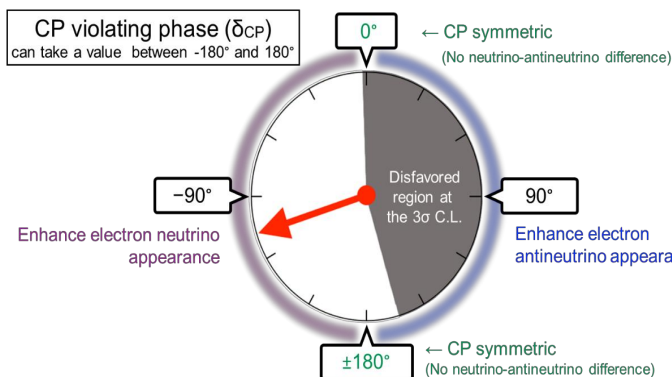 CP violating phase (δCP)
can take a value between -180° and 180°
0°
← CP symmetric
(No neutrino-antineutrino difference)
Disfavored
region at
the 3σ C.L.
−90°
90°
Enhance electron neutrino
appearance
Enhance electron
antineutrino appeara
±180°
← CP symmetric
(No neutrino-antineutrino difference)